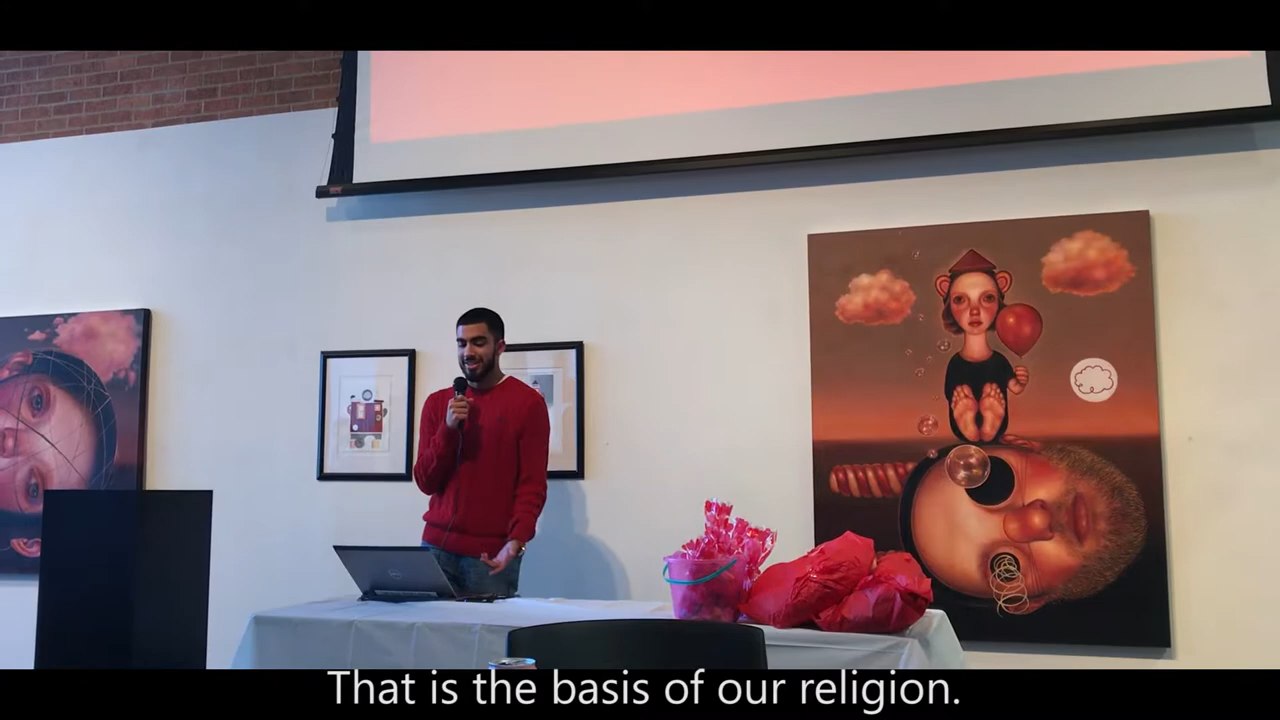 That is the basis of our religion.